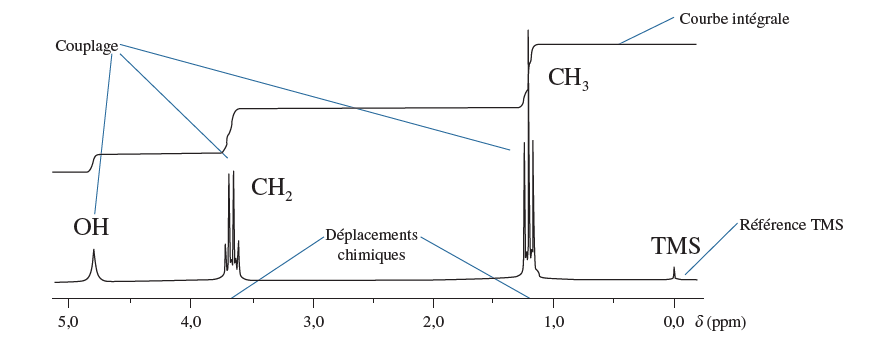 Courbe intégrale
Couplage
CH₃
CH₂
OH
Déplacements
chimiques
Référence TMS
TMS
5,0 4,0 3,0 2,0 1,0 0,0 δ (ppm)